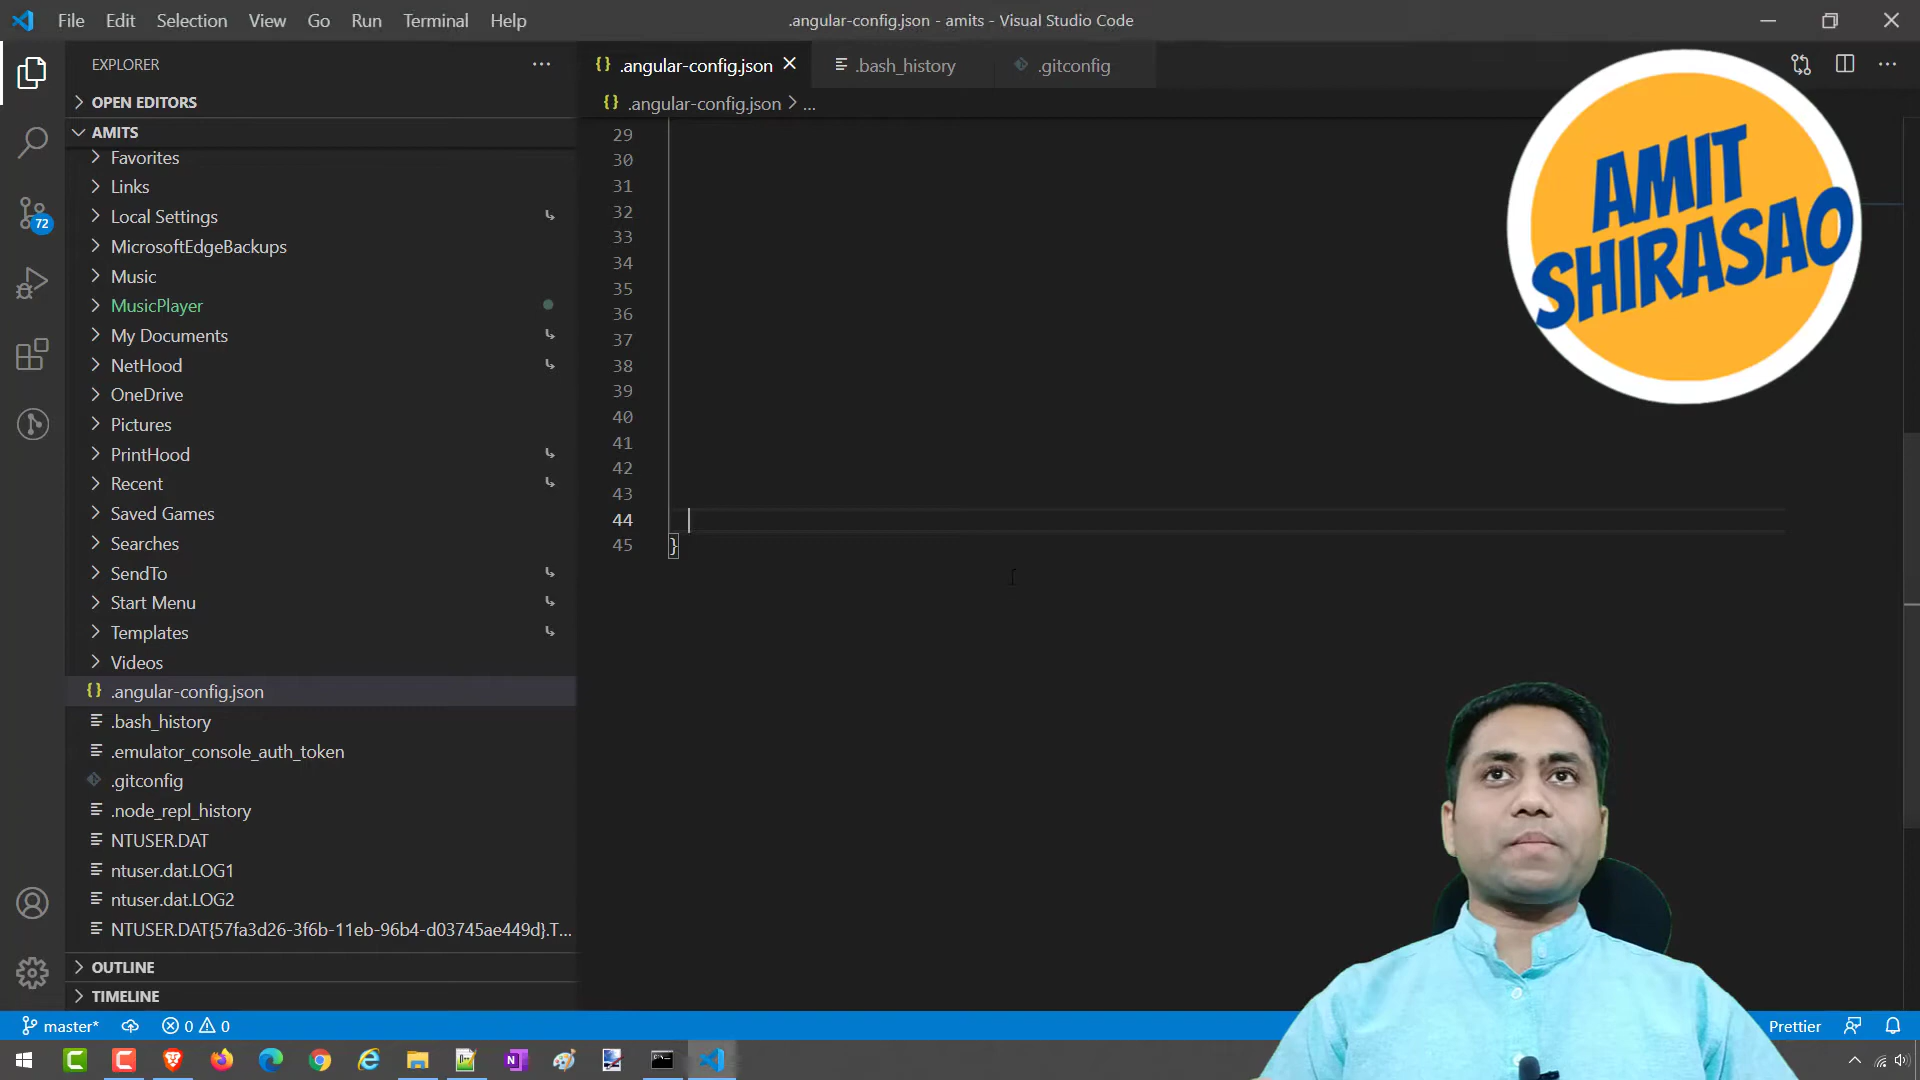 File Edit Selection View Go Run Terminal Help
.angular-config.json - amits - Visual Studio Code
EXPLORER
OPEN EDITORS
AMITS
Favorites
Links
Local Settings
MicrosoftEdgeBackups
Music
MusicPlayer
My Documents
NetHood
OneDrive
Pictures
PrintHood
Recent
Saved Games
Searches
SendTo
Start Menu
Templates
Videos
{} .angular-config.json
.bash_history
.emulator_console_auth_token
.gitconfig
.node_repl_history
NTUSER.DAT
ntuser.dat.LOG1
ntuser.dat.LOG2
NTUSER.DAT{57fa3d26-3f6b-11eb-96b4-d03745ae449d}.T...
OUTLINE
TIMELINE
72
{} .angular-config.json .bash_history .gitconfig
{} .angular-config.json > ...
29
30
31
32
33
34
35
36
37
38
39
40
41
42
43
44
45 }
AMIT
SHIRASAO
master* 0 0 Prettier